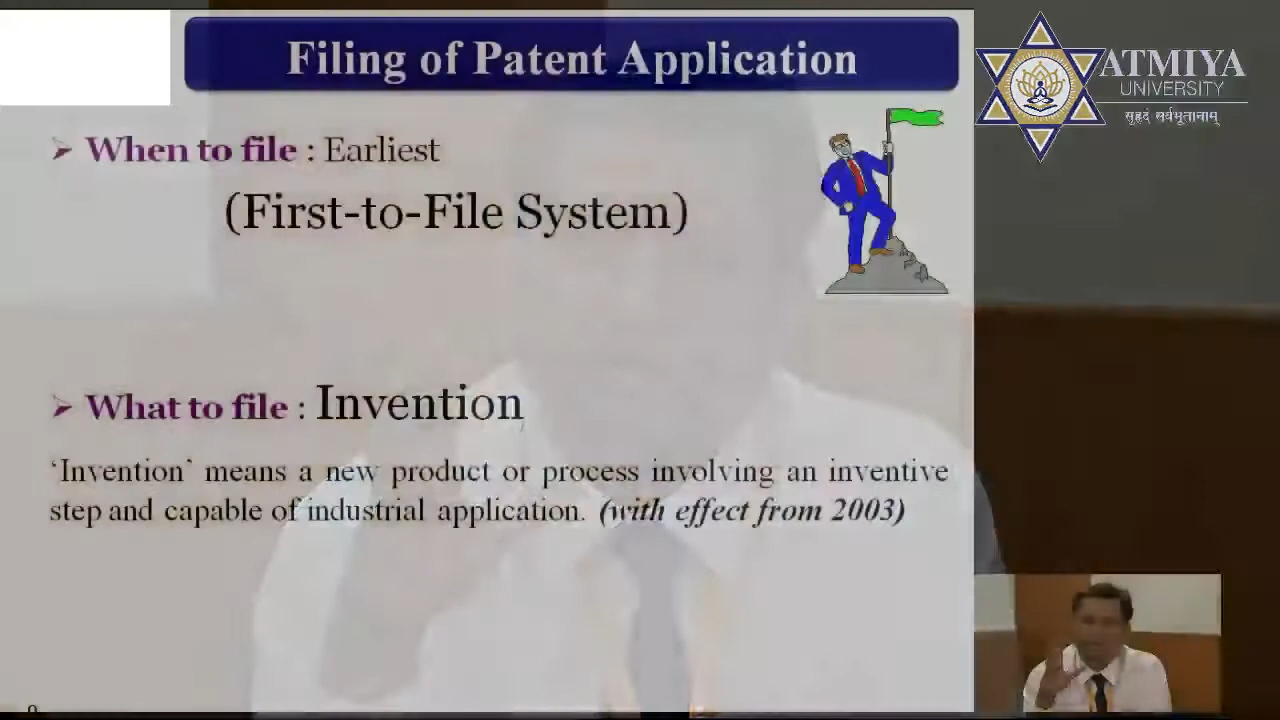 Filing of Patent Application
ATMIYA
UNIVERSITY
सुहृदं सर्वभूतानाम्
➢ When to file : Earliest
(First-to-File System)
➢ What to file : Invention
‘Invention’ means a new product or process involving an inventive
step and capable of industrial application. (with effect from 2003)